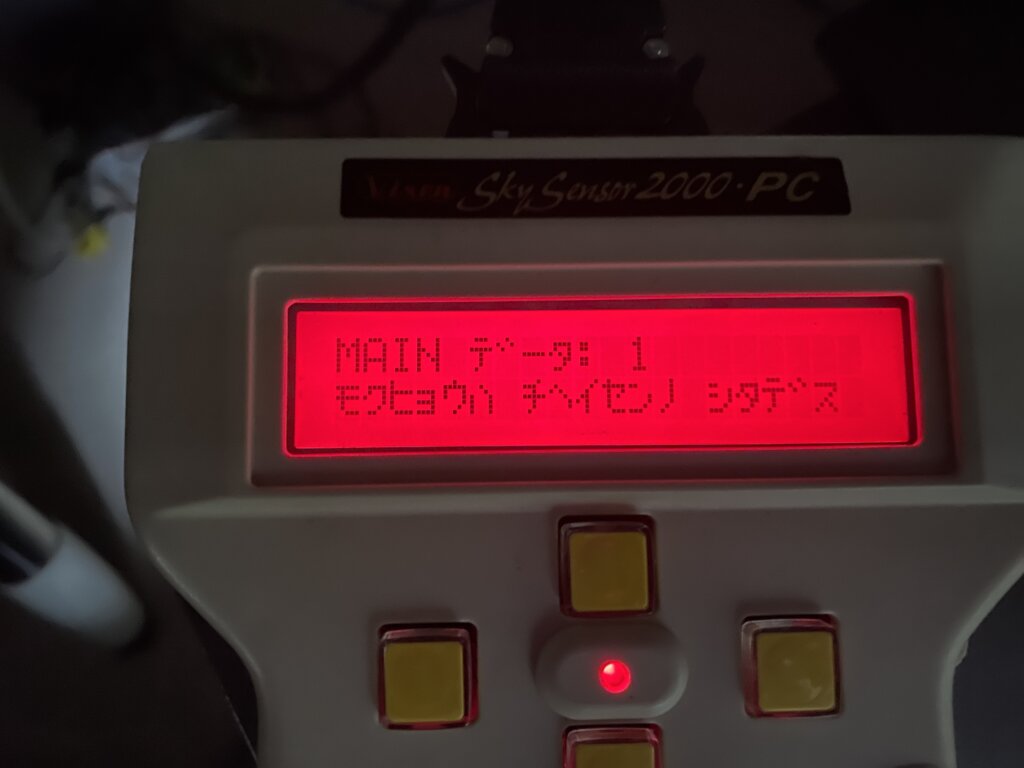 Vixen SkySensor2000・PC
MAIN データ: 1
モクヒョウハ チヘイセンノ シタデス